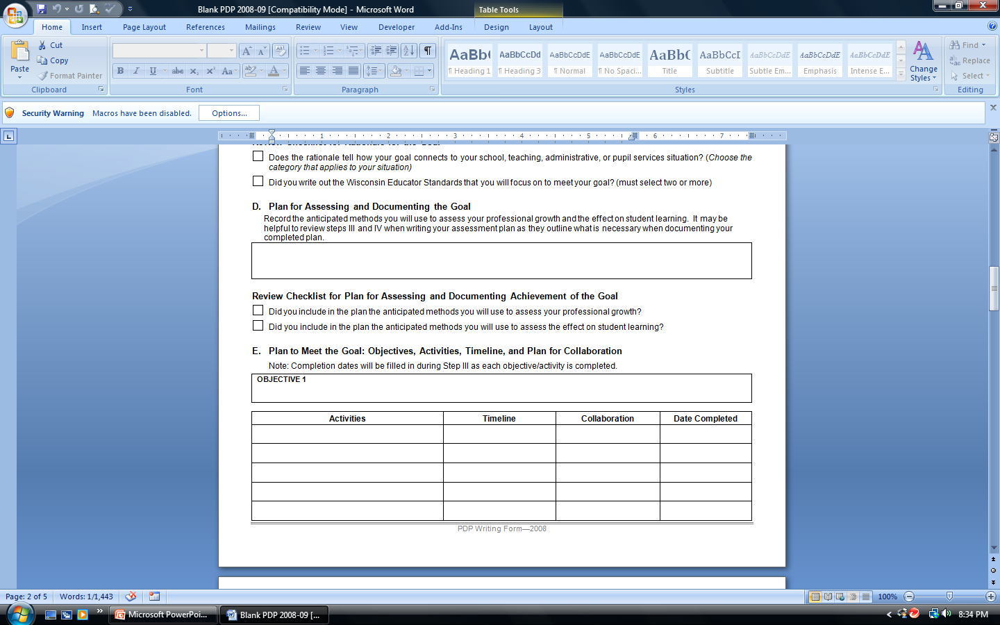 Blank PDP 2008-09 [Compatibility Mode] - Microsoft Word
Table Tools
Home Insert Page Layout References Mailings Review View Developer Add-Ins Design Layout
Paste
Cut
Copy
Format Painter
Clipboard
Font
Paragraph
AaBbC AaBbCcDd AaBbCcDdE AaBbCcDdE AaBbC AaBbCcI AaBbCcDdE AaBbCcDdE AaBbCcDdE
¶ Heading 1 ¶ Heading 3 ¶ Normal ¶ No Spaci... Title Subtitle Subtle Em... Emphasis Intense E...
Change
Styles
Styles
Find
Replace
Select
Editing
Security Warning Macros have been disabled. Options...
1 2 3 4 5 6 7
Does the rationale tell how your goal connects to your school, teaching, administrative, or pupil services situation? (Choose the
category that applies to your situation)
Did you write out the Wisconsin Educator Standards that you will focus on to meet your goal? (must select two or more)
D. Plan for Assessing and Documenting the Goal
Record the anticipated methods you will use to assess your professional growth and the effect on student learning. It may be
helpful to review steps III and IV when writing your assessment plan as they outline what is necessary when documenting your
completed plan.
Review Checklist for Plan for Assessing and Documenting Achievement of the Goal
Did you include in the plan the anticipated methods you will use to assess your professional growth?
Did you include in the plan the anticipated methods you will use to assess the effect on student learning?
E. Plan to Meet the Goal: Objectives, Activities, Timeline, and Plan for Collaboration
Note: Completion dates will be filled in during Step III as each objective/activity is completed.
OBJECTIVE 1
Activities Timeline Collaboration Date Completed
PDP Writing Form—2008
Page: 2 of 5 Words: 1/1,443 100%
Microsoft PowerPoi... Blank PDP 2008-09 [... 8:34 PM